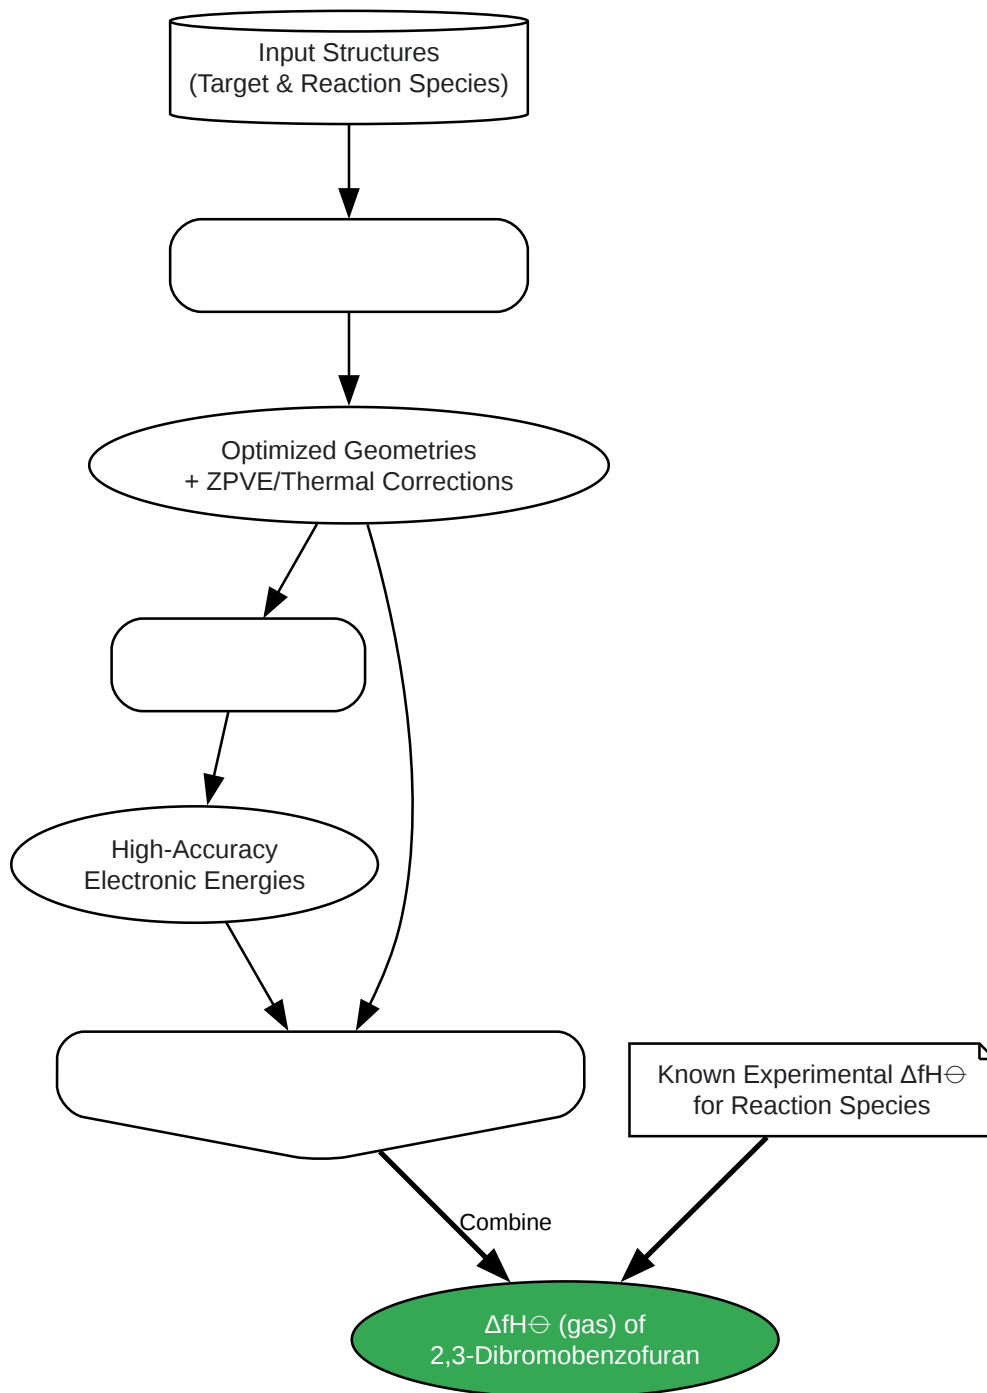 Input Structures
(Target & Reaction Species)
Optimized Geometries
+ ZPVE/Thermal Corrections
High-Accuracy
Electronic Energies
Known Experimental ΔfH⊖
for Reaction Species
Combine
ΔfH⊖ (gas) of
2,3-Dibromobenzofuran